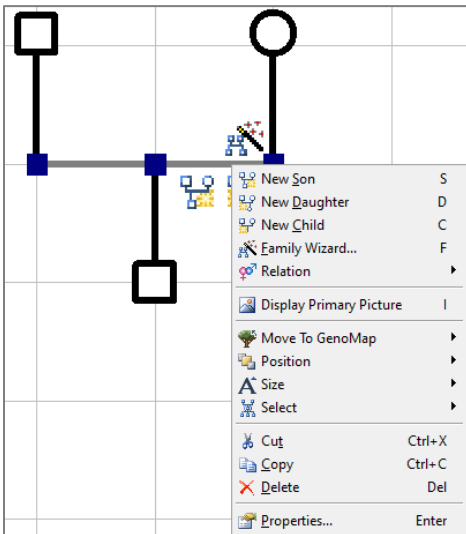 New Son S
New Daughter D
New Child C
Family Wizard... F
Relation
Display Primary Picture I
Move To GenoMap
Position
Size
Select
Cut Ctrl+X
Copy Ctrl+C
Delete Del
Properties... Enter